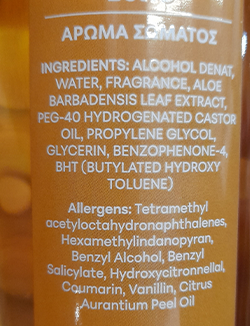 ΑΡΩΜΑ ΣΩΜΑΤΟΣ
INGREDIENTS: ALCOHOL DENAT,
WATER, FRAGRANCE, ALOE
BARBADENSIS LEAF EXTRACT,
PEG-40 HYDROGENATED CASTOR
OIL, PROPYLENE GLYCOL,
GLYCERIN, BENZOPHENONE-4,
BHT (BUTYLATED HYDROXY
TOLUENE)
Allergens: Tetramethyl
acetyloctahydronaphthalenes,
Hexamethylindanopyran,
Benzyl Alcohol, Benzyl
Salicylate, Hydroxycitronnellal,
Coumarin, Vanillin, Citrus
Aurantium Peel Oil